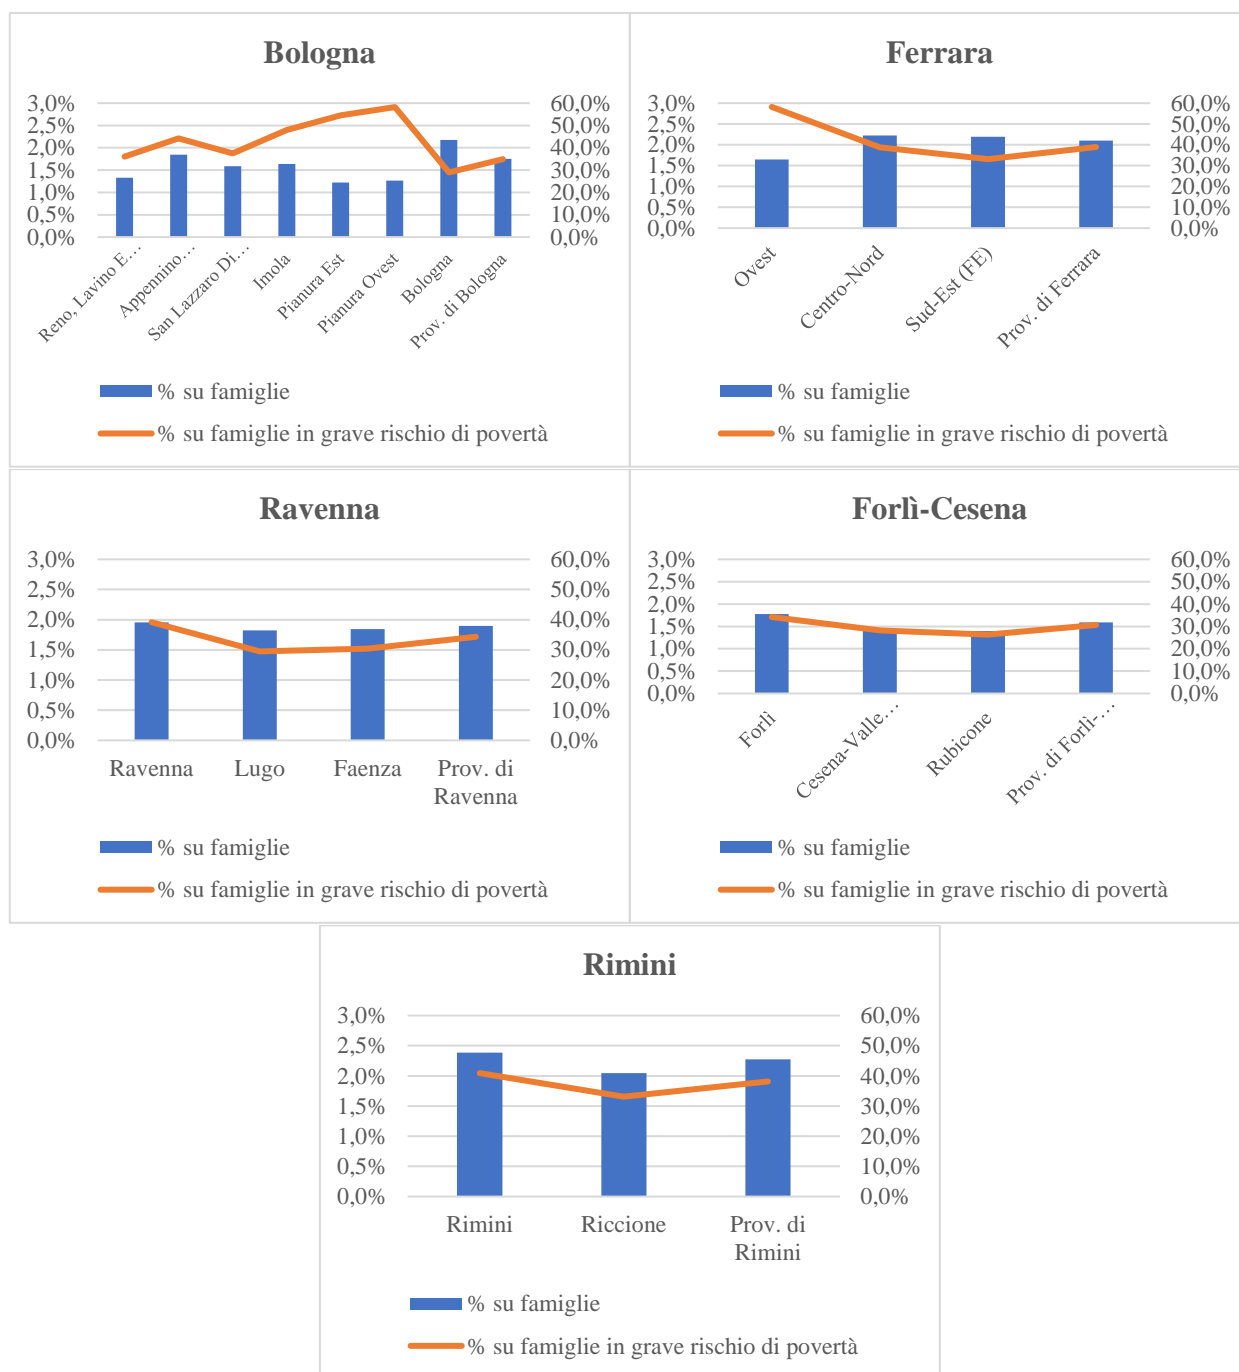 Bologna
3,0%
2,5%
2,0%
1,5%
1,0%
0,5%
0,0%
60,0%
50,0%
40,0%
30,0%
20,0%
10,0%
0,0%
Reno, Lavino E…
Appennino…
San Lazzaro Di…
Imola
Pianura Est
Pianura Ovest
Bologna
Prov. di Bologna
% su famiglie
% su famiglie in grave rischio di povertà
Ferrara
3,0%
2,5%
2,0%
1,5%
1,0%
0,5%
0,0%
60,0%
50,0%
40,0%
30,0%
20,0%
10,0%
0,0%
Ovest
Centro-Nord
Sud-Est (FE)
Prov. di Ferrara
% su famiglie
% su famiglie in grave rischio di povertà
Ravenna
3,0%
2,5%
2,0%
1,5%
1,0%
0,5%
0,0%
60,0%
50,0%
40,0%
30,0%
20,0%
10,0%
0,0%
Ravenna
Lugo
Faenza
Prov. di
Ravenna
% su famiglie
% su famiglie in grave rischio di povertà
Forlì-Cesena
3,0%
2,5%
2,0%
1,5%
1,0%
0,5%
0,0%
60,0%
50,0%
40,0%
30,0%
20,0%
10,0%
0,0%
Forlì
Cesena-Valle…
Rubicone
Prov. di Forlì-…
% su famiglie
% su famiglie in grave rischio di povertà
Rimini
3,0%
2,5%
2,0%
1,5%
1,0%
0,5%
0,0%
60,0%
50,0%
40,0%
30,0%
20,0%
10,0%
0,0%
Rimini
Riccione
Prov. di
Rimini
% su famiglie
% su famiglie in grave rischio di povertà